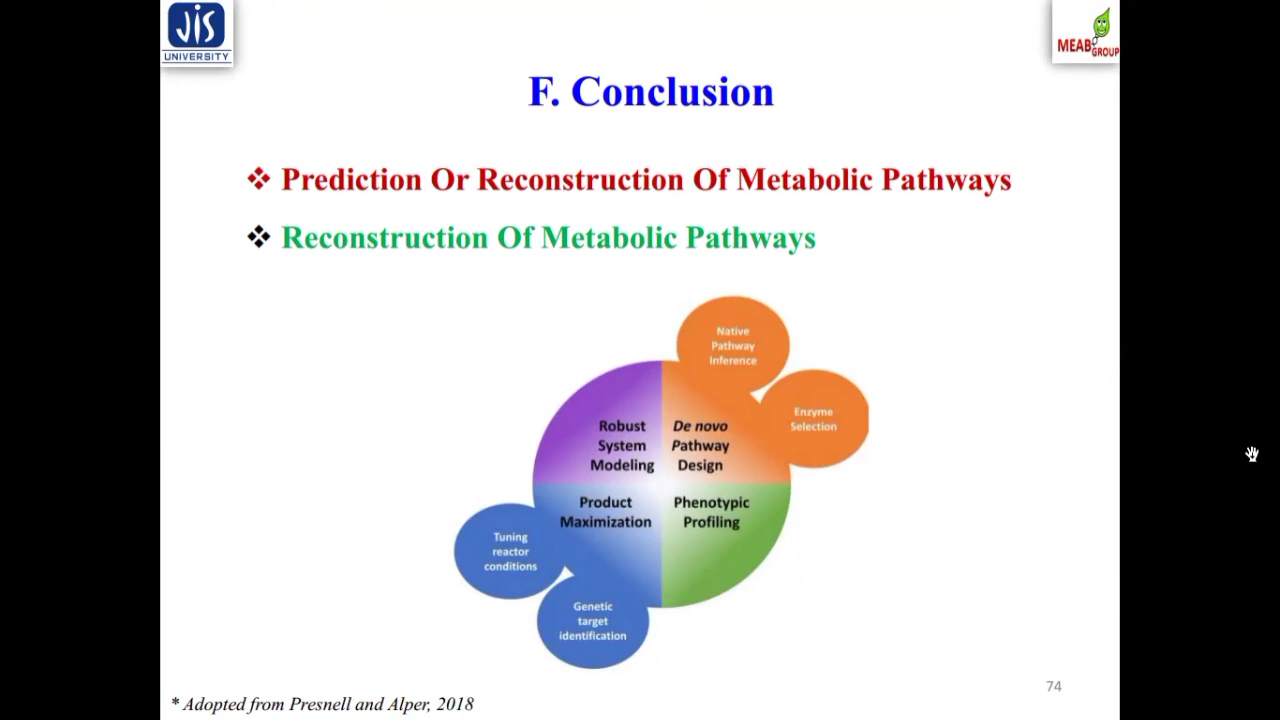 JIS
UNIVERSITY
MEAB GROUP
F. Conclusion
❖ Prediction Or Reconstruction Of Metabolic Pathways
❖ Reconstruction Of Metabolic Pathways
Native
Pathway
Inference
Enzyme
Selection
Robust
System
Modeling
De novo
Pathway
Design
Product
Maximization
Phenotypic
Profiling
Tuning
reactor
conditions
Genetic
target
identification
74
* Adopted from Presnell and Alper, 2018